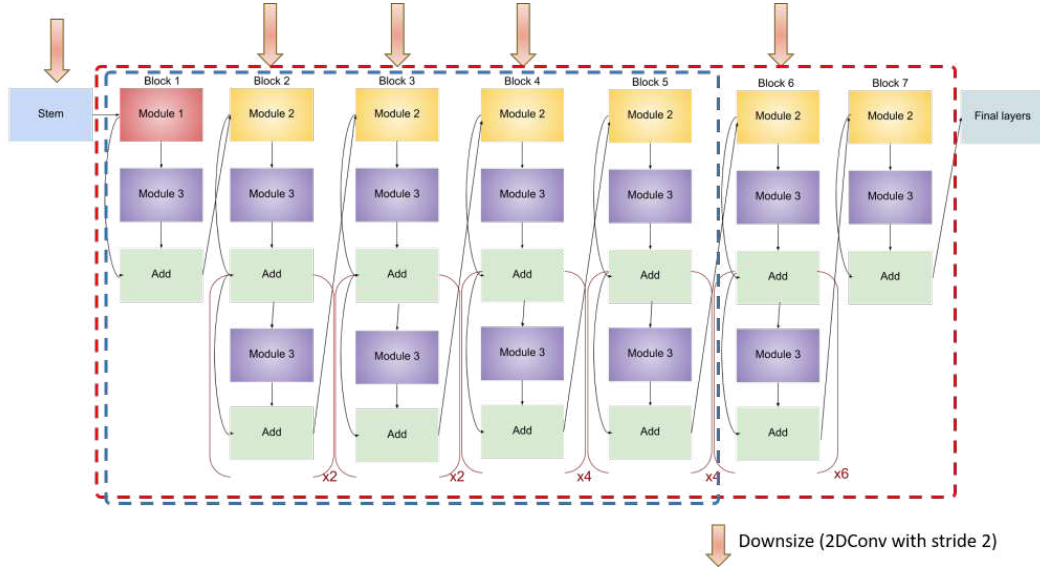 Block 1
Block 2
Block 3
Block 4
Block 5
Block 6
Block 7
Stem
Module 1
Module 2
Module 2
Module 2
Module 2
Module 2
Module 2
Final layers
Module 3
Module 3
Module 3
Module 3
Module 3
Module 3
Module 3
Add
Add
Add
Add
Add
Add
Add
Module 3
Module 3
Module 3
Module 3
Module 3
Add
Add
Add
Add
Add
x2
x2
x4
x4
x6
Downsize (2DConv with stride 2)